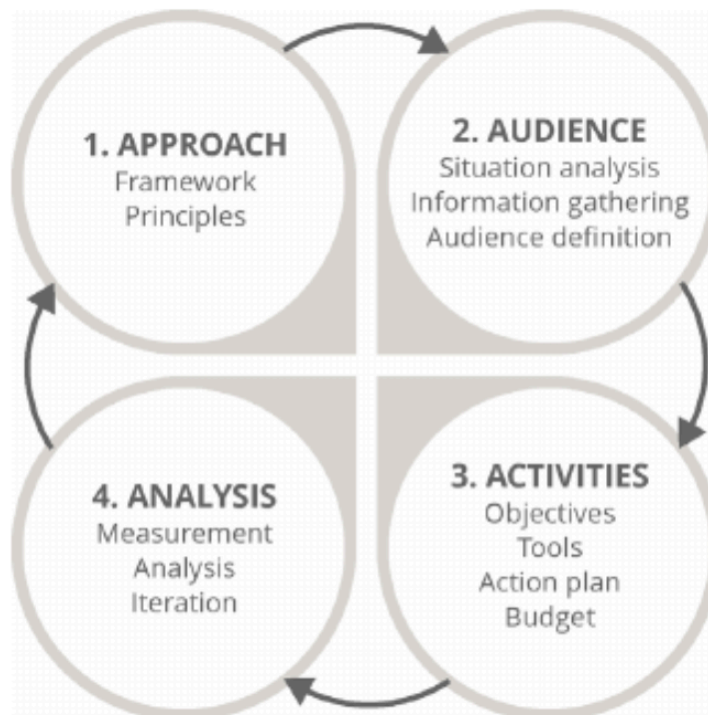 1. APPROACH
Framework
Principles
2. AUDIENCE
Situation analysis
Information gathering
Audience definition
3. ACTIVITIES
Objectives
Tools
Action plan
Budget
4. ANALYSIS
Measurement
Analysis
Iteration